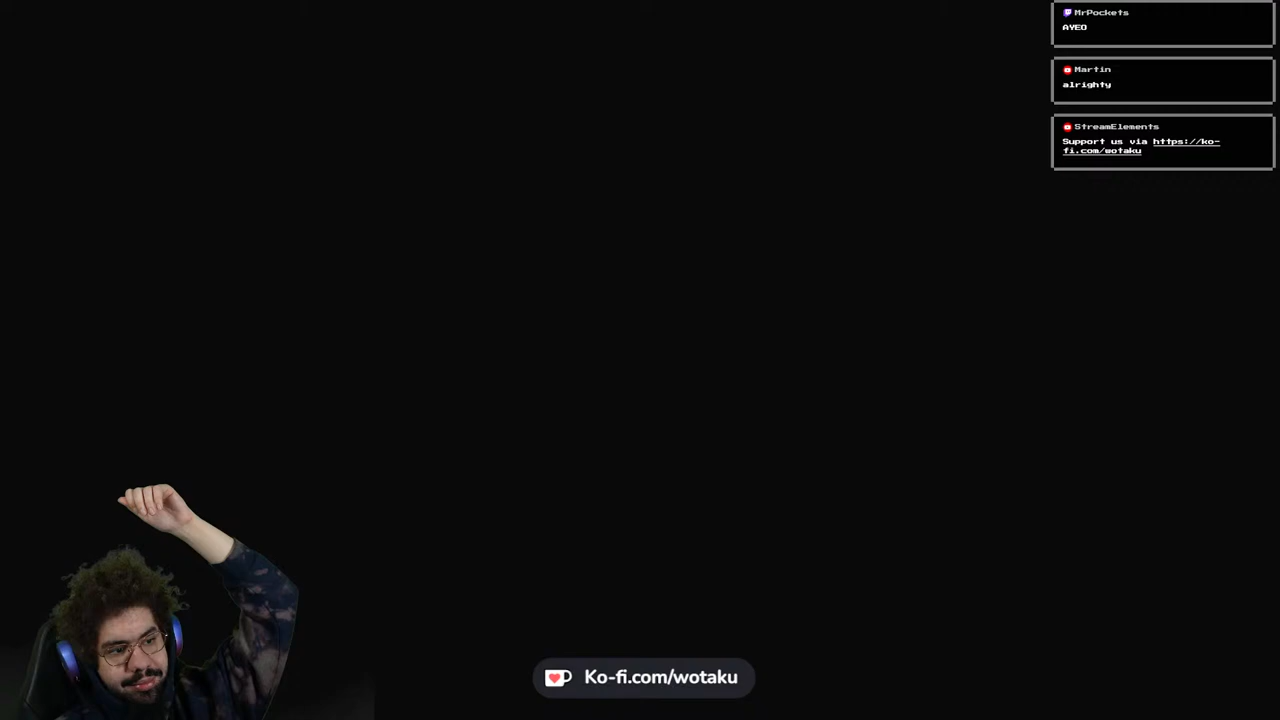 MrPockets
AYEO
Martin
alrighty
StreamElements
Support us via https://ko-
fi.com/wotaku
Ko-fi.com/wotaku